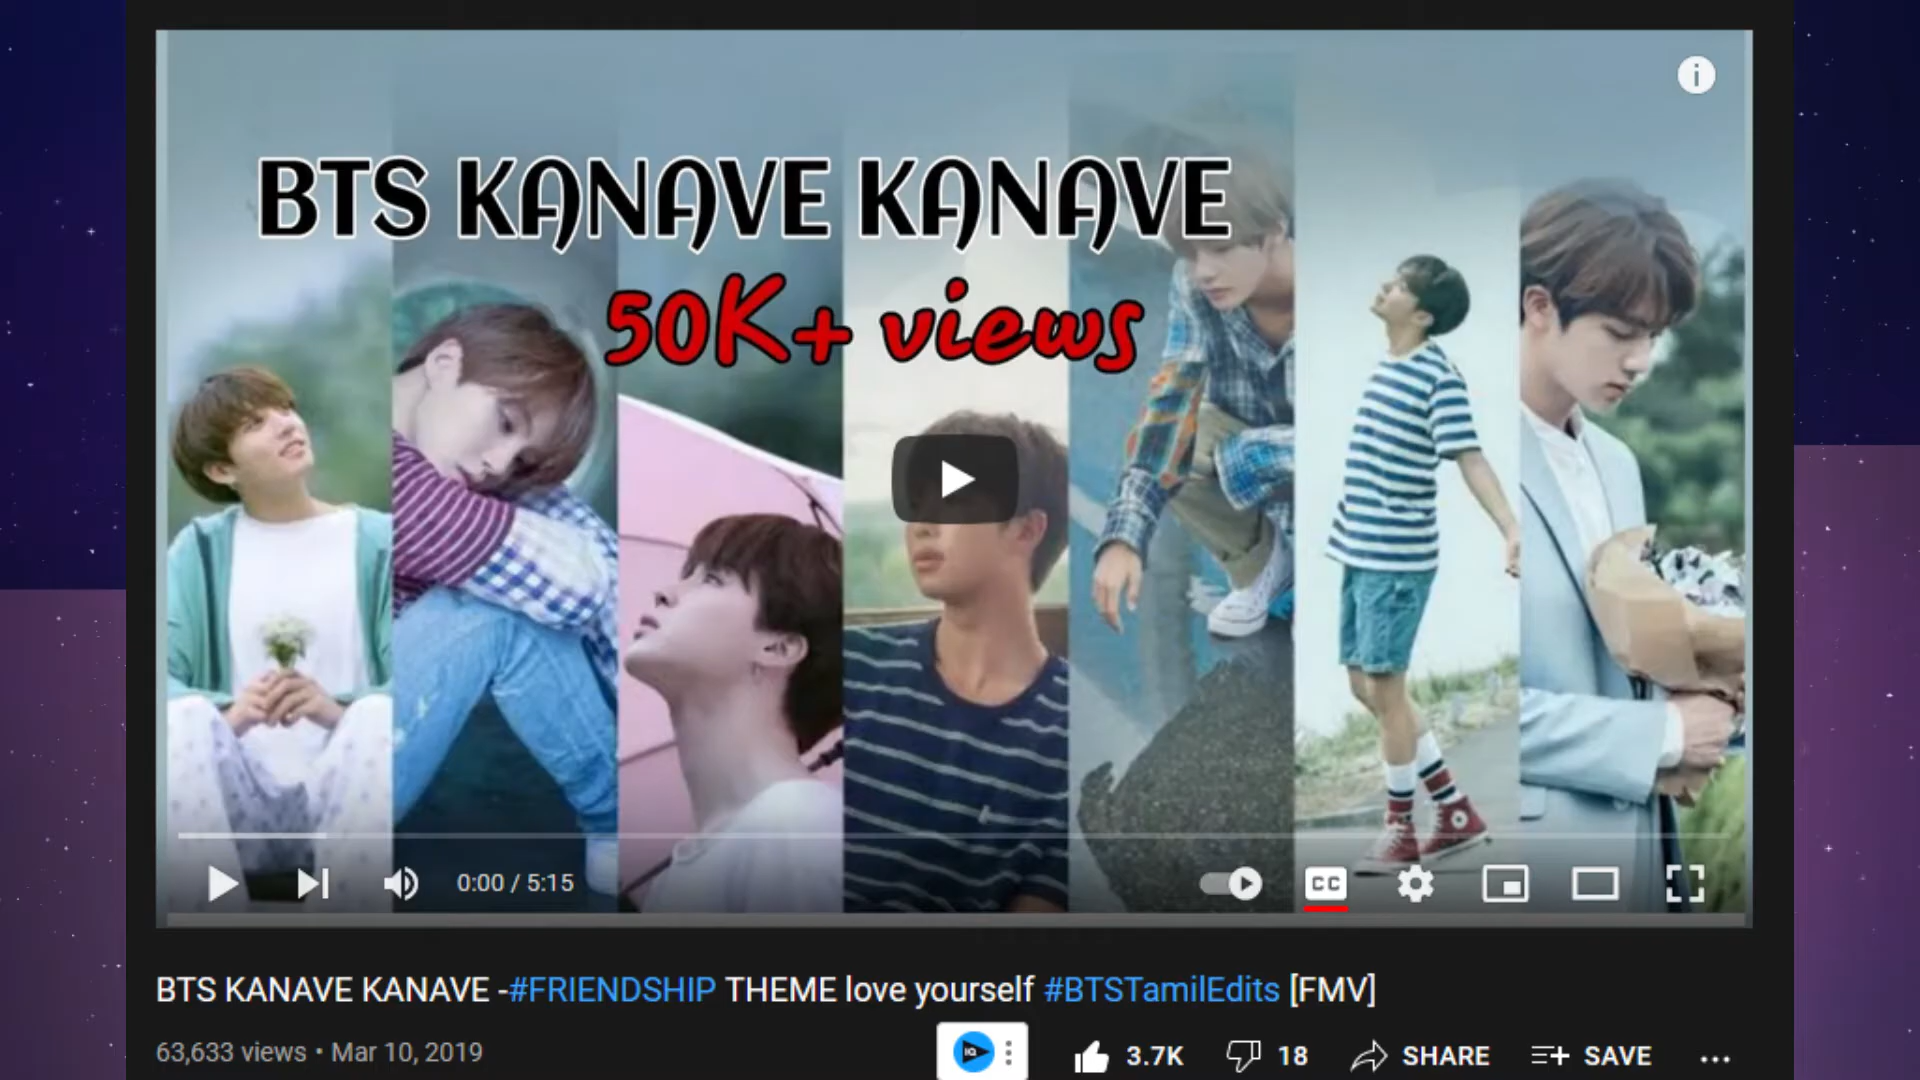 BTS KANAVE KANAVE
50K+ views
0:00 / 5:15
CC
BTS KANAVE KANAVE -#FRIENDSHIP THEME love yourself #BTSTamilEdits [FMV]
63,633 views • Mar 10, 2019
IQ
3.7K
18
SHARE
SAVE